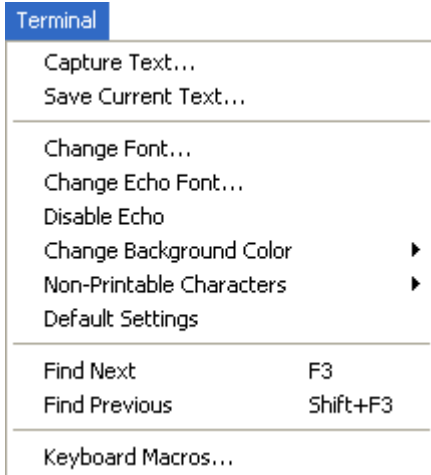 Terminal
Capture Text...
Save Current Text...
Change Font...
Change Echo Font...
Disable Echo
Change Background Color
Non-Printable Characters
Default Settings
Find Next F3
Find Previous Shift+F3
Keyboard Macros...